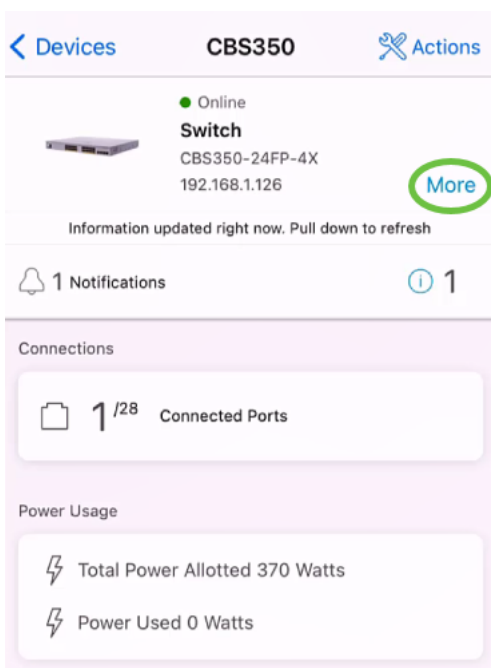 Devices CBS350 Actions
Online
Switch
CBS350-24FP-4X
192.168.1.126 More
Information updated right now. Pull down to refresh
1 Notifications 1
Connections
1/28 Connected Ports
Power Usage
Total Power Allotted 370 Watts
Power Used 0 Watts